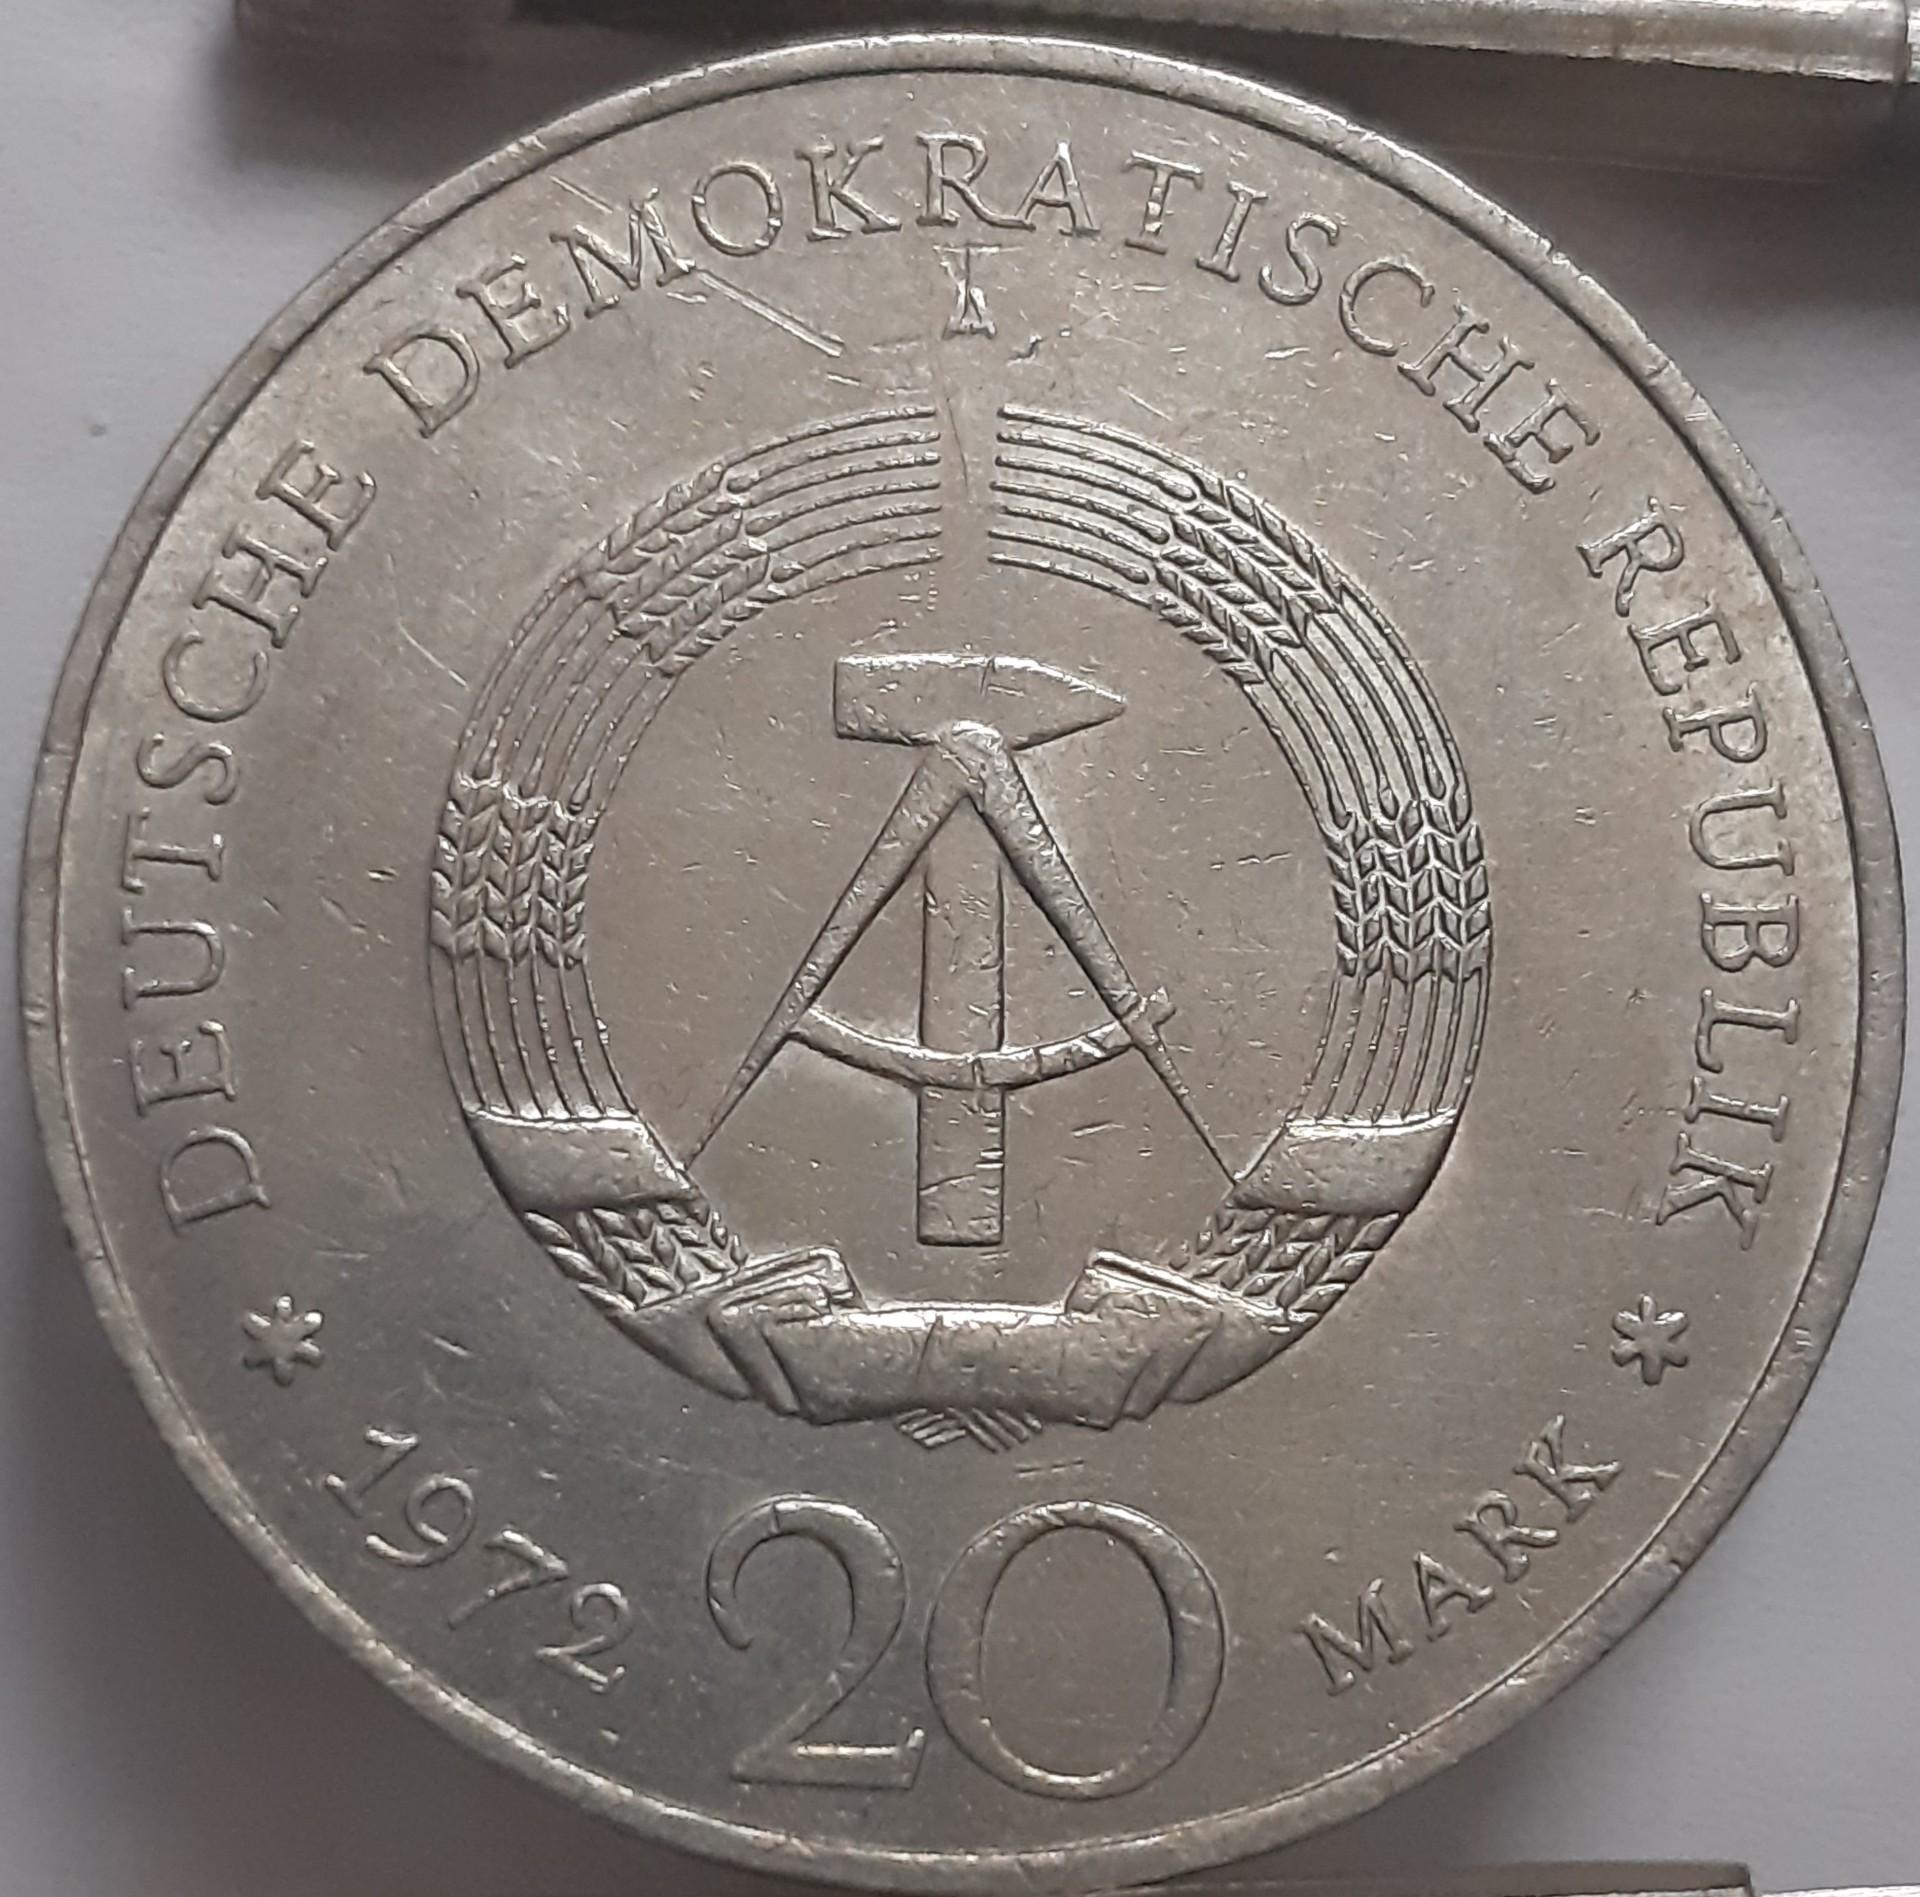 DEUTSCHE DEMOKRATISCHE REPUBLIK
A
* 1972 20 MARK *